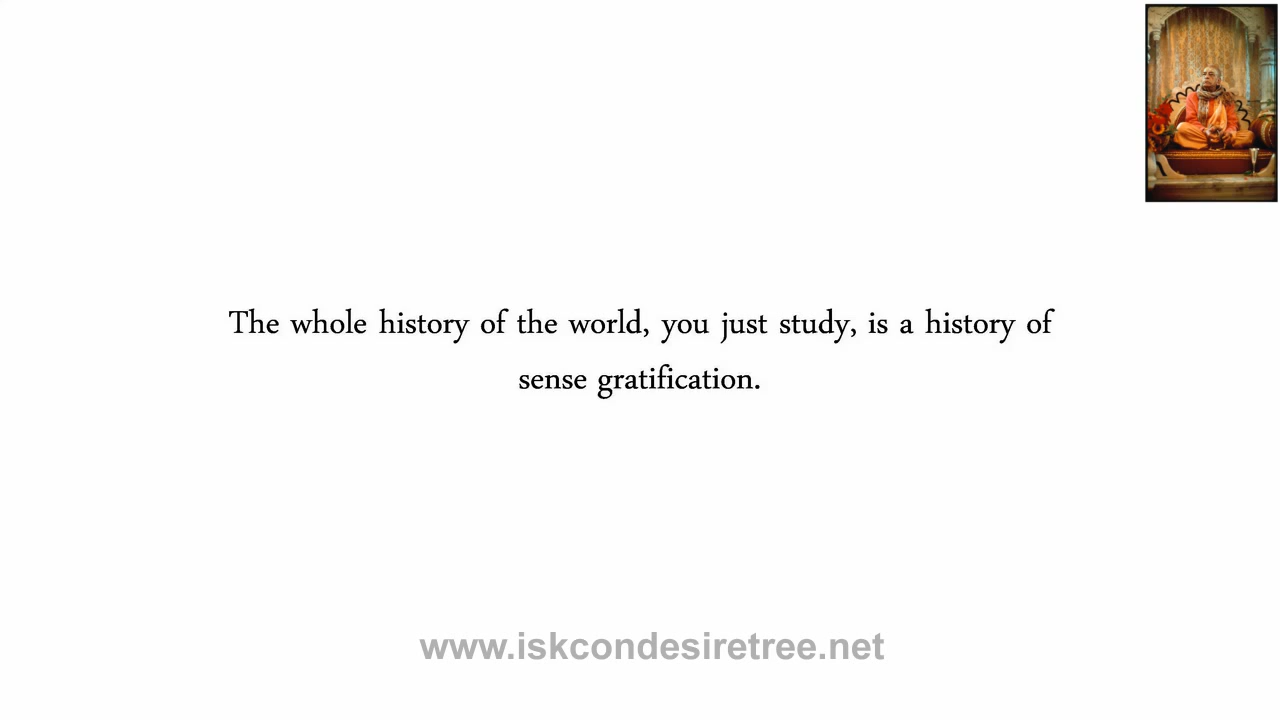 The whole history of the world, you just study, is a history of
sense gratification.
www.iskcondesiretree.net